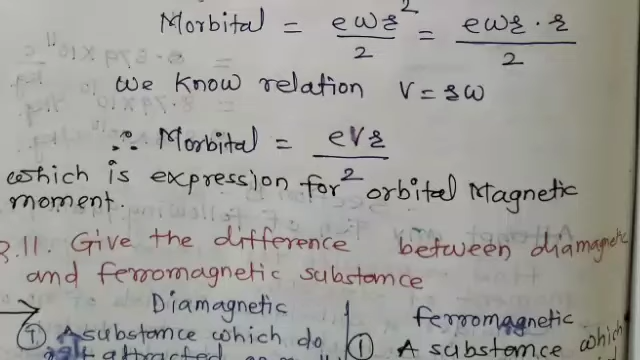 Morbital = eωr²/2 = eωr·r/2
We know relation V = rω
∴ Morbital = eVr/2
which is expression for orbital Magnetic
moment.
Q.11. Give the difference between diamagnetic
and ferromagnetic substance
Diamagnetic ferromagnetic
① A substance which do ① A substance which
attracted